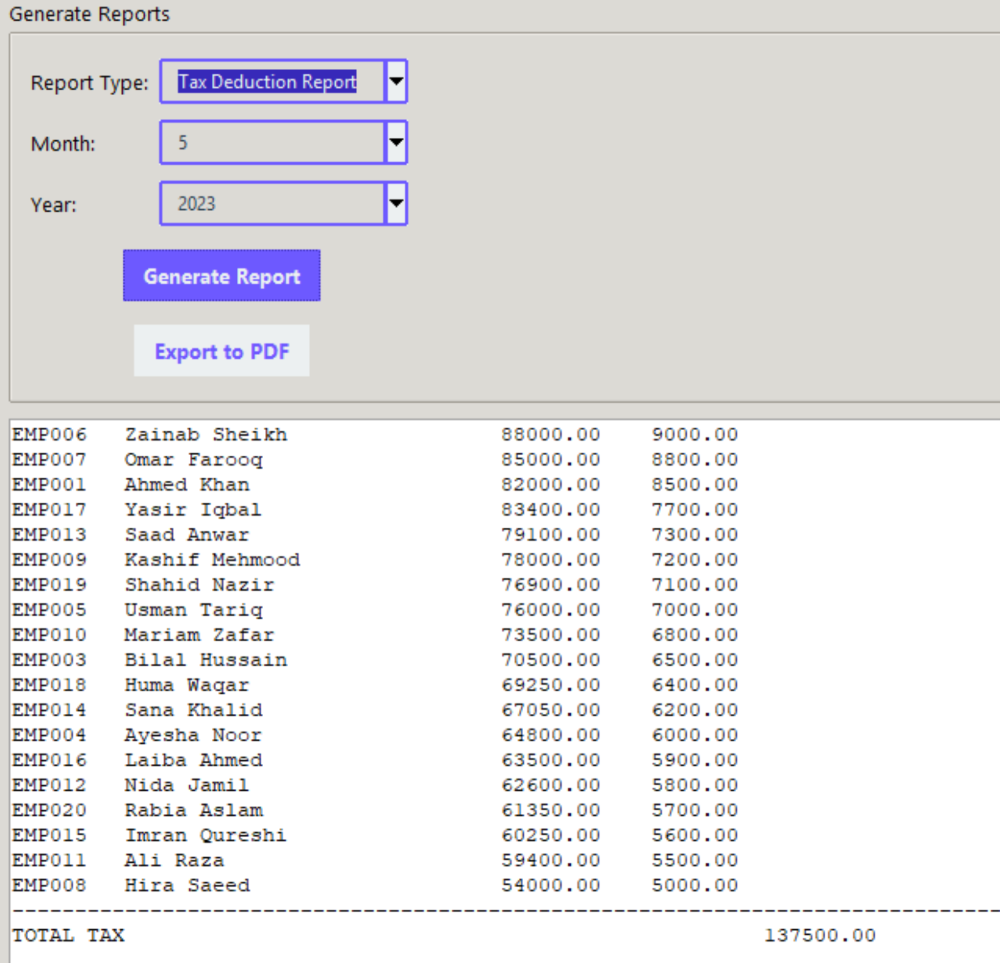 Generate Reports
Report Type: Tax Deduction Report
Month: 5
Year: 2023
Generate Report
Export to PDF
EMP006 Zainab Sheikh 88000.00 9000.00
EMP007 Omar Farooq 85000.00 8800.00
EMP001 Ahmed Khan 82000.00 8500.00
EMP017 Yasir Iqbal 83400.00 7700.00
EMP013 Saad Anwar 79100.00 7300.00
EMP009 Kashif Mehmood 78000.00 7200.00
EMP019 Shahid Nazir 76900.00 7100.00
EMP005 Usman Tariq 76000.00 7000.00
EMP010 Mariam Zafar 73500.00 6800.00
EMP003 Bilal Hussain 70500.00 6500.00
EMP018 Huma Waqar 69250.00 6400.00
EMP014 Sana Khalid 67050.00 6200.00
EMP004 Ayesha Noor 64800.00 6000.00
EMP016 Laiba Ahmed 63500.00 5900.00
EMP012 Nida Jamil 62600.00 5800.00
EMP020 Rabia Aslam 61350.00 5700.00
EMP015 Imran Qureshi 60250.00 5600.00
EMP011 Ali Raza 59400.00 5500.00
EMP008 Hira Saeed 54000.00 5000.00
--------------------------------------------------------------------------------
TOTAL TAX 137500.00